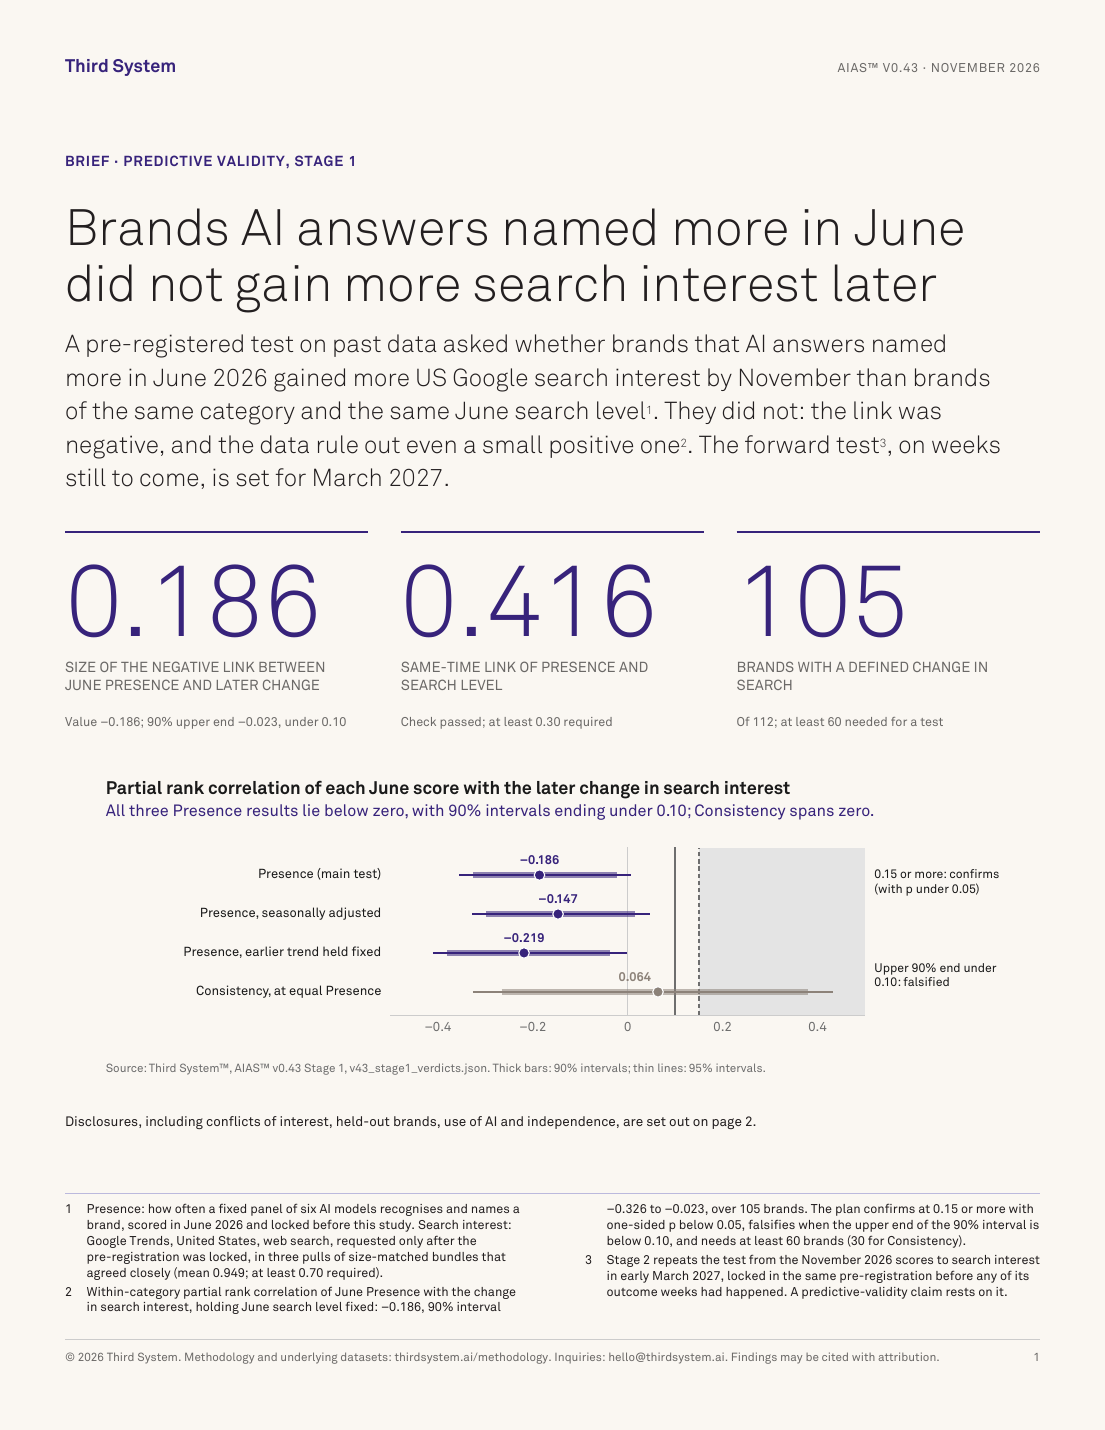 Third System
AIAS™ V0.43 · NOVEMBER 2026
BRIEF · PREDICTIVE VALIDITY, STAGE 1
Brands AI answers named more in June
did not gain more search interest later
A pre-registered test on past data asked whether brands that AI answers named
more in June 2026 gained more US Google search interest by November than brands
of the same category and the same June search level1. They did not: the link was
negative, and the data rule out even a small positive one2. The forward test3, on weeks
still to come, is set for March 2027.
0.186
SIZE OF THE NEGATIVE LINK BETWEEN
JUNE PRESENCE AND LATER CHANGE
Value −0.186; 90% upper end −0.023, under 0.10
0.416
SAME-TIME LINK OF PRESENCE AND
SEARCH LEVEL
Check passed; at least 0.30 required
105
BRANDS WITH A DEFINED CHANGE IN
SEARCH
Of 112; at least 60 needed for a test
Partial rank correlation of each June score with the later change in search interest
All three Presence results lie below zero, with 90% intervals ending under 0.10; Consistency spans zero.
Presence (main test)
−0.186
Presence, seasonally adjusted
−0.147
Presence, earlier trend held fixed
−0.219
Consistency, at equal Presence
0.064
0.15 or more: confirms
(with p under 0.05)
Upper 90% end under
0.10: falsified
−0.4
−0.2
0
0.2
0.4
Source: Third System™, AIAS™ v0.43 Stage 1, v43_stage1_verdicts.json. Thick bars: 90% intervals; thin lines: 95% intervals.
Disclosures, including conflicts of interest, held-out brands, use of AI and independence, are set out on page 2.
1 Presence: how often a fixed panel of six AI models recognises and names a
brand, scored in June 2026 and locked before this study. Search interest:
Google Trends, United States, web search, requested only after the
pre-registration was locked, in three pulls of size-matched bundles that
agreed closely (mean 0.949; at least 0.70 required).
2 Within-category partial rank correlation of June Presence with the change
in search interest, holding June search level fixed: −0.186, 90% interval
−0.326 to −0.023, over 105 brands. The plan confirms at 0.15 or more with
one-sided p below 0.05, falsifies when the upper end of the 90% interval is
below 0.10, and needs at least 60 brands (30 for Consistency).
3 Stage 2 repeats the test from the November 2026 scores to search interest
in early March 2027, locked in the same pre-registration before any of its
outcome weeks had happened. A predictive-validity claim rests on it.
© 2026 Third System. Methodology and underlying datasets: thirdsystem.ai/methodology. Inquiries: hello@thirdsystem.ai. Findings may be cited with attribution.
1